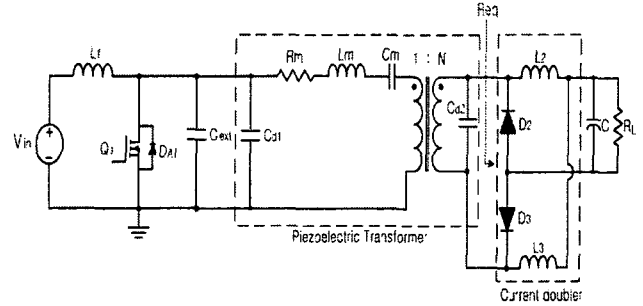 Req
L1
Rm
Lm
Cm
1 : N
L2
Vin
Q1
DA1
Cext
Cd1
Cd2
D2
C
RL
D3
L3
Piezoelectric Transformer
Current doubler